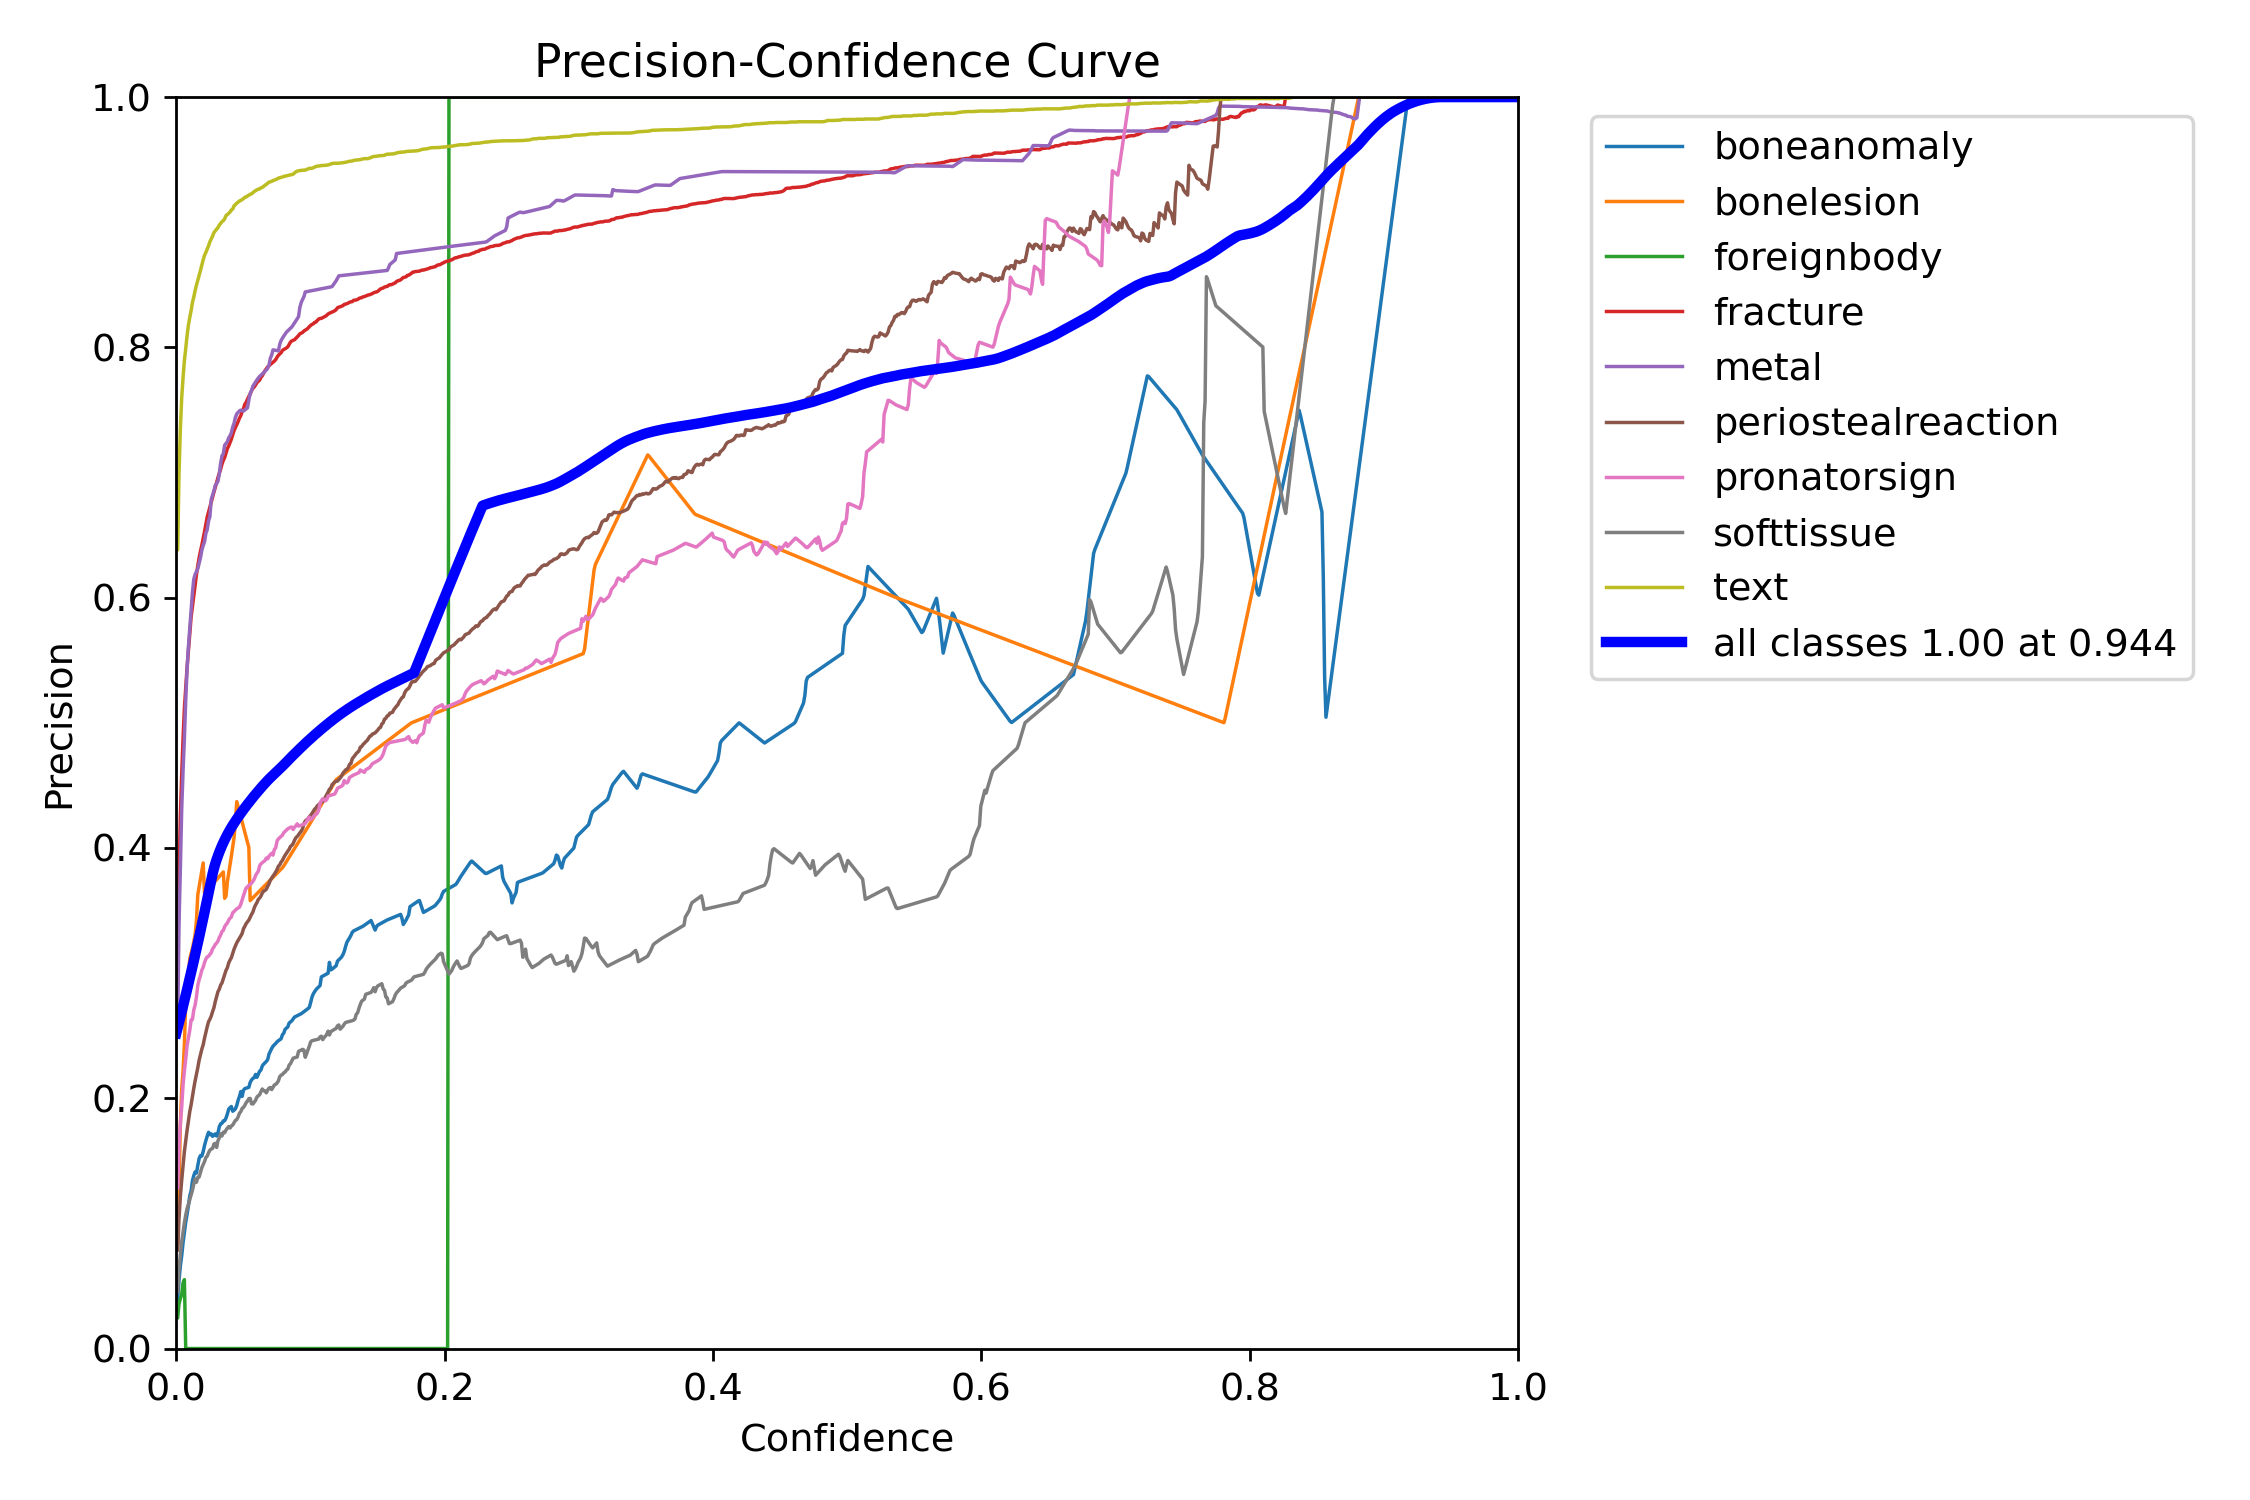 Precision-Confidence Curve
1.0
0.8
0.6
0.4
0.2
0.0
Precision
0.0 0.2 0.4 0.6 0.8 1.0
Confidence
boneanomaly
bonelesion
foreignbody
fracture
metal
periostealreaction
pronatorsign
softtissue
text
all classes 1.00 at 0.944